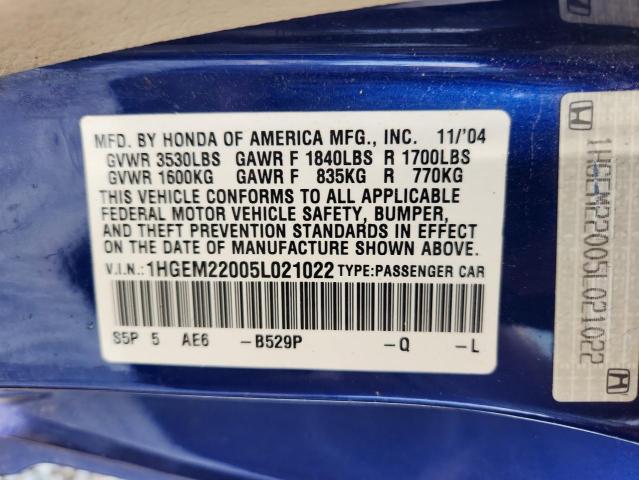 MFD. BY HONDA OF AMERICA MFG., INC. 11/'04
GVWR 3530LBS GAWR F 1840LBS R 1700LBS
GVWR 1600KG GAWR F 835KG R 770KG
THIS VEHICLE CONFORMS TO ALL APPLICABLE
FEDERAL MOTOR VEHICLE SAFETY, BUMPER,
AND THEFT PREVENTION STANDARDS IN EFFECT
ON THE DATE OF MANUFACTURE SHOWN ABOVE.
V.I.N.: 1HGEM22005L021022 TYPE:PASSENGER CAR
S5P 5 AE6 -B529P -Q -L
1HGEM22005L021022